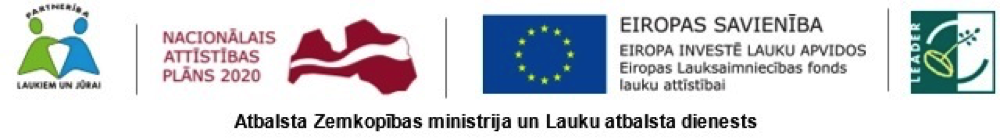 PARTNERĪBA
LAUKIEM UN JŪRAI
NACIONĀLAIS
ATTĪSTĪBAS
PLĀNS 2020
EIROPAS SAVIENĪBA
EIROPA INVESTĒ LAUKU APVIDOS
Eiropas Lauksaimniecības fonds
lauku attīstībai
LEADER
Atbalsta Zemkopības ministrija un Lauku atbalsta dienests